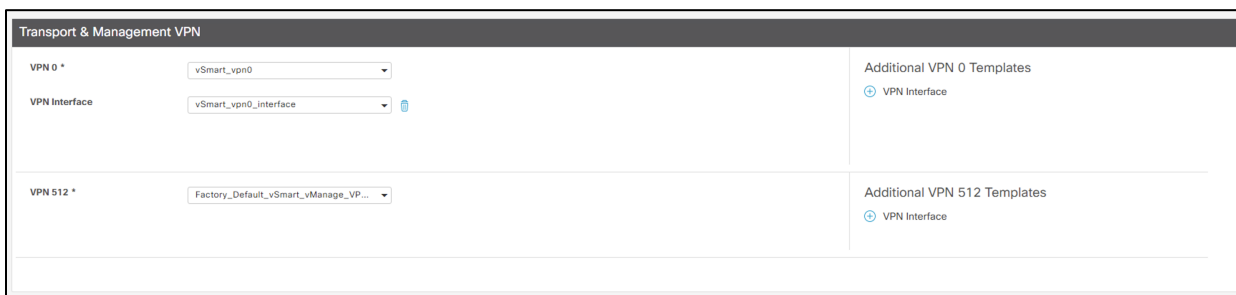 Transport & Management VPN
VPN 0 *
vSmart_vpn0
Additional VPN 0 Templates
VPN Interface
VPN Interface
vSmart_vpn0_interface
VPN 512 *
Factory_Default_vSmart_vManage_VP...
Additional VPN 512 Templates
VPN Interface